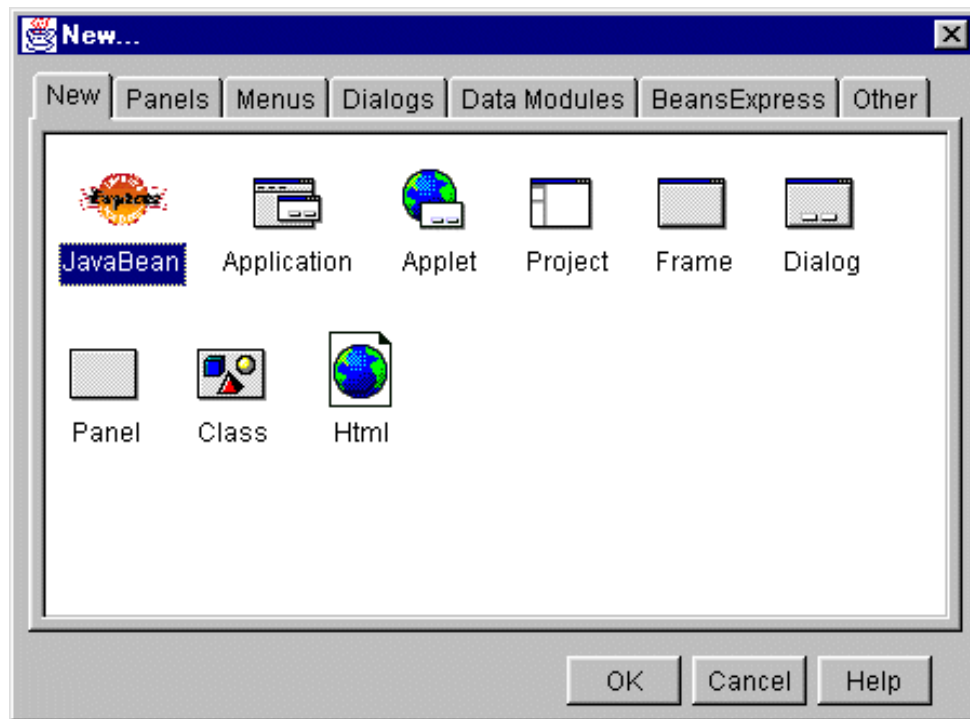 New...
New Panels Menus Dialogs Data Modules BeansExpress Other
Express
JavaBean Application Applet Project Frame Dialog
Panel Class Html
OK Cancel Help